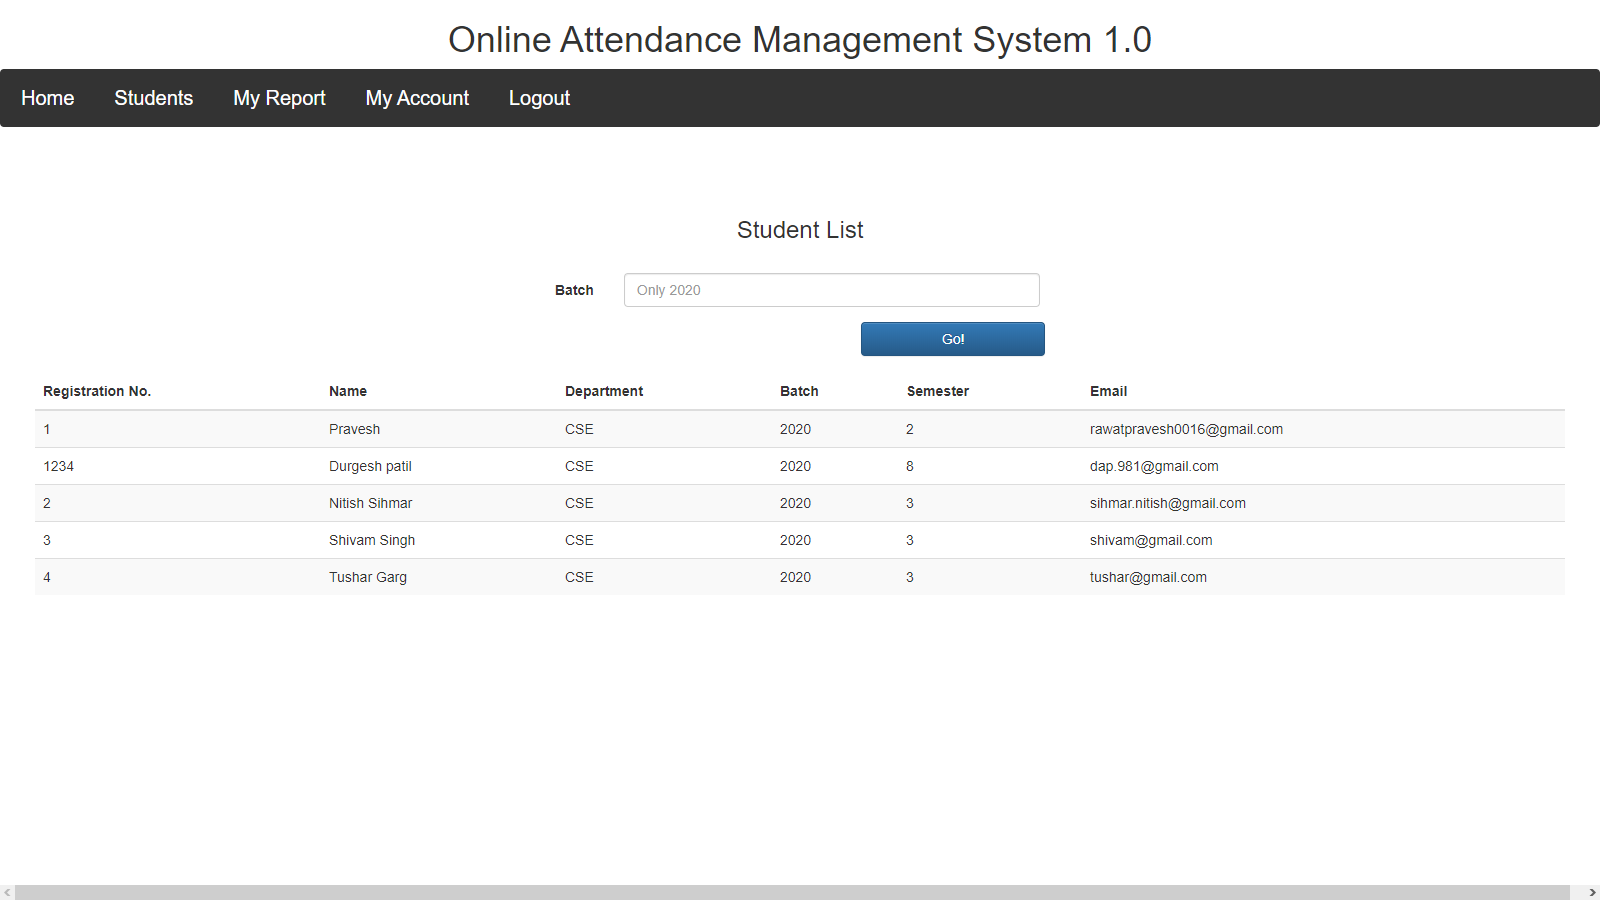 Online Attendance Management System 1.0
Home Students My Report My Account Logout
Student List
Batch Only 2020
Go!
Registration No. Name Department Batch Semester Email
1 Pravesh CSE 2020 2 rawatpravesh0016@gmail.com
1234 Durgesh patil CSE 2020 8 dap.981@gmail.com
2 Nitish Sihmar CSE 2020 3 sihmar.nitish@gmail.com
3 Shivam Singh CSE 2020 3 shivam@gmail.com
4 Tushar Garg CSE 2020 3 tushar@gmail.com